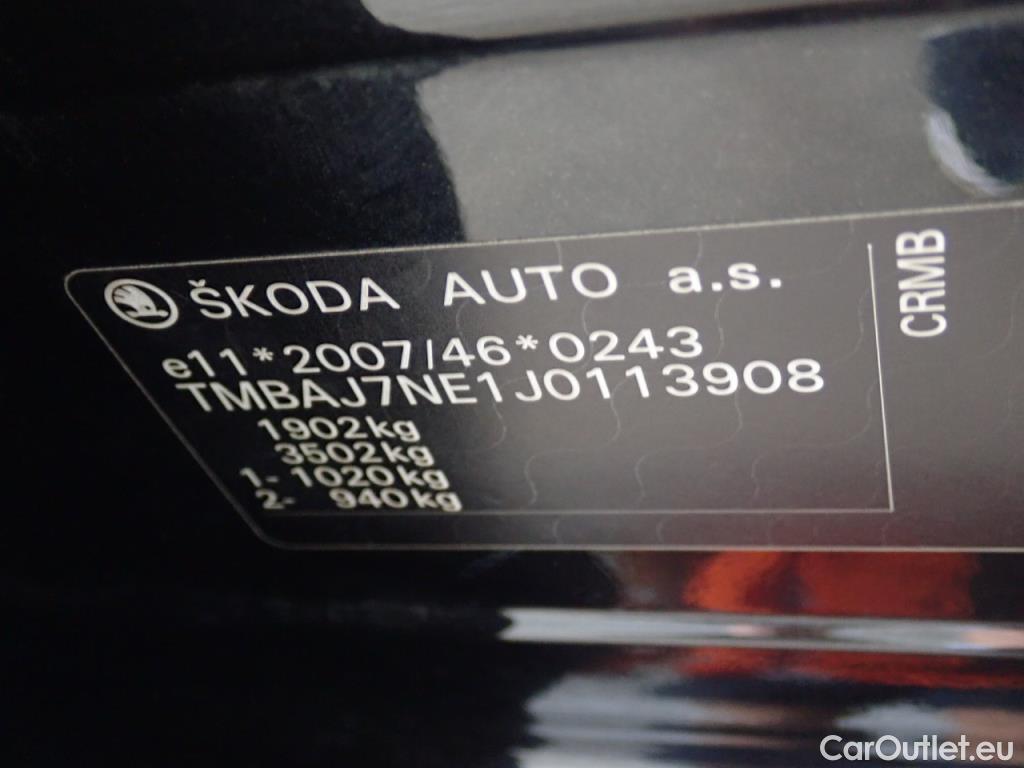 ŠKODA AUTO a.s.
e11*2007/46*0243
TMBAJ7NE1J0113908
1902kg
3502kg
1- 1020kg
2- 940kg
CRMB
CarOutlet.eu